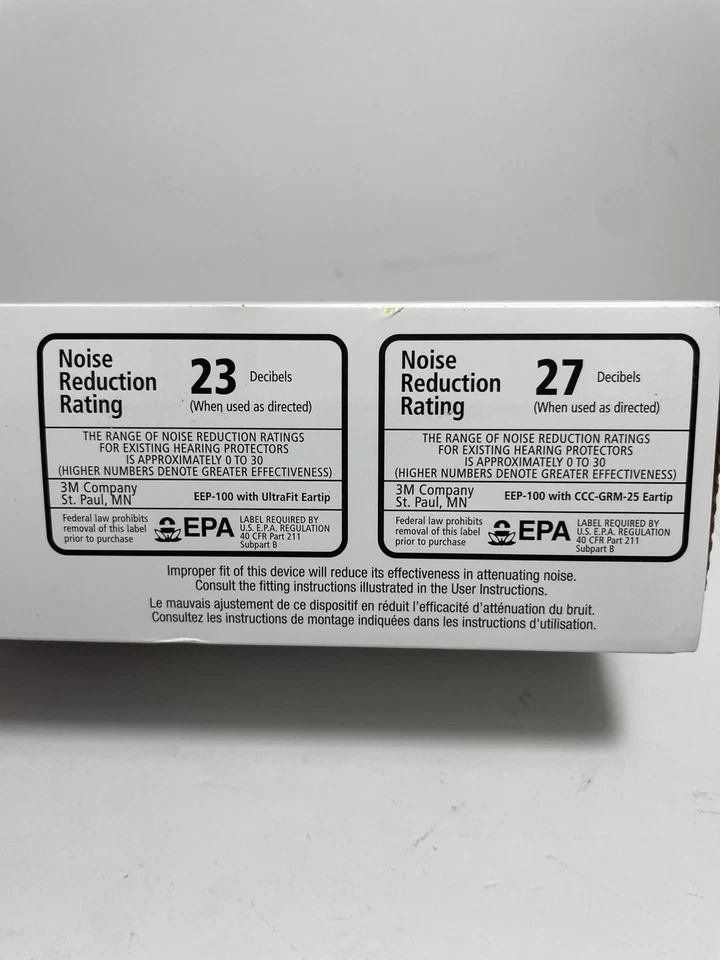 Noise
Reduction
Rating
23 Decibels
(When used as directed)
THE RANGE OF NOISE REDUCTION RATINGS
FOR EXISTING HEARING PROTECTORS
IS APPROXIMATELY 0 TO 30
(HIGHER NUMBERS DENOTE GREATER EFFECTIVENESS)
3M Company
St. Paul, MN
EEP-100 with UltraFit Eartip
Federal law prohibits
removal of this label
prior to purchase
EPA
LABEL REQUIRED BY
U.S. E.P.A. REGULATION
40 CFR Part 211
Subpart B
Noise
Reduction
Rating
27 Decibels
(When used as directed)
THE RANGE OF NOISE REDUCTION RATINGS
FOR EXISTING HEARING PROTECTORS
IS APPROXIMATELY 0 TO 30
(HIGHER NUMBERS DENOTE GREATER EFFECTIVENESS)
3M Company
St. Paul, MN
EEP-100 with CCC-GRM-25 Eartip
Federal law prohibits
removal of this label
prior to purchase
EPA
LABEL REQUIRED BY
U.S. E.P.A. REGULATION
40 CFR Part 211
Subpart B
Improper fit of this device will reduce its effectiveness in attenuating noise.
Consult the fitting instructions illustrated in the User Instructions.
Le mauvais ajustement de ce dispositif en réduit l'efficacité d'atténuation du bruit.
Consultez les instructions de montage indiquées dans les instructions d'utilisation.